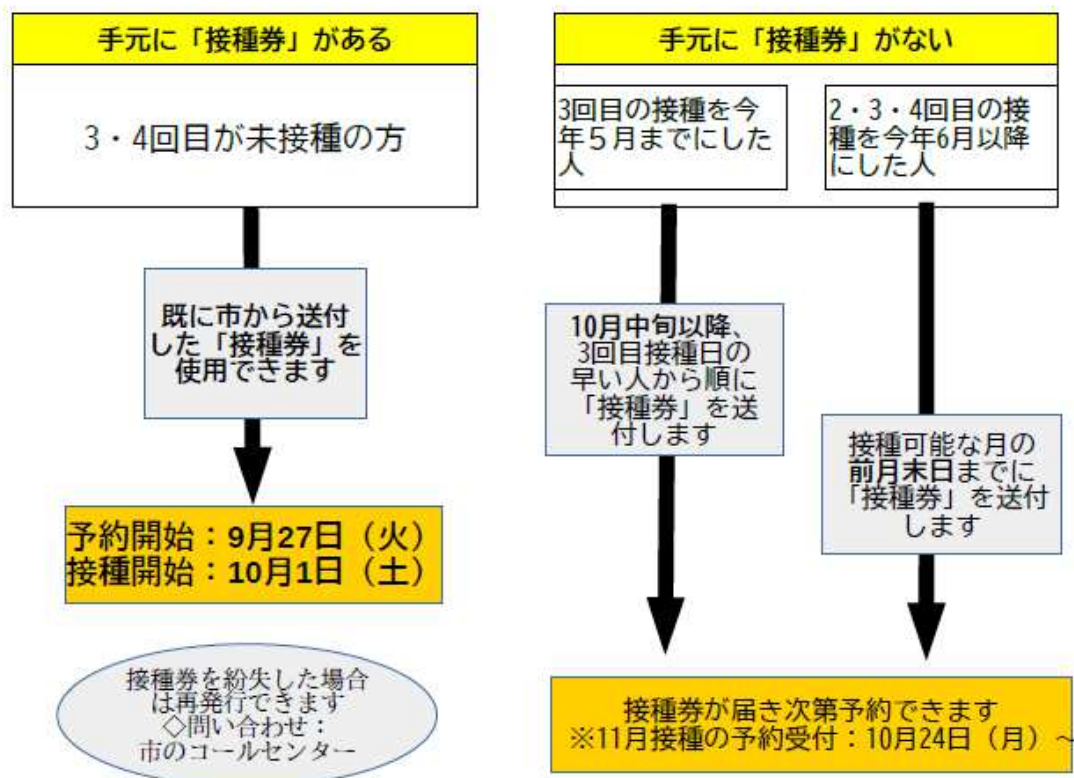 手元に「接種券」がある
3・4回目が未接種の方
既に市から送付
した「接種券」を
使用できます
予約開始：9月27日（火）
接種開始：10月1日（土）
接種券を紛失した場合
は再発行できます
◇問い合わせ：
市のコールセンター
手元に「接種券」がない
3回目の接種を今
年５月までにした
人
10月中旬以降、
3回目接種日の
早い人から順に
「接種券」を送
付します
2・3・4回目の接
種を今年6月以降
にした人
接種可能な月の
前月末日までに
「接種券」を送付
します
接種券が届き次第予約できます
※11月接種の予約受付：10月24日（月）～